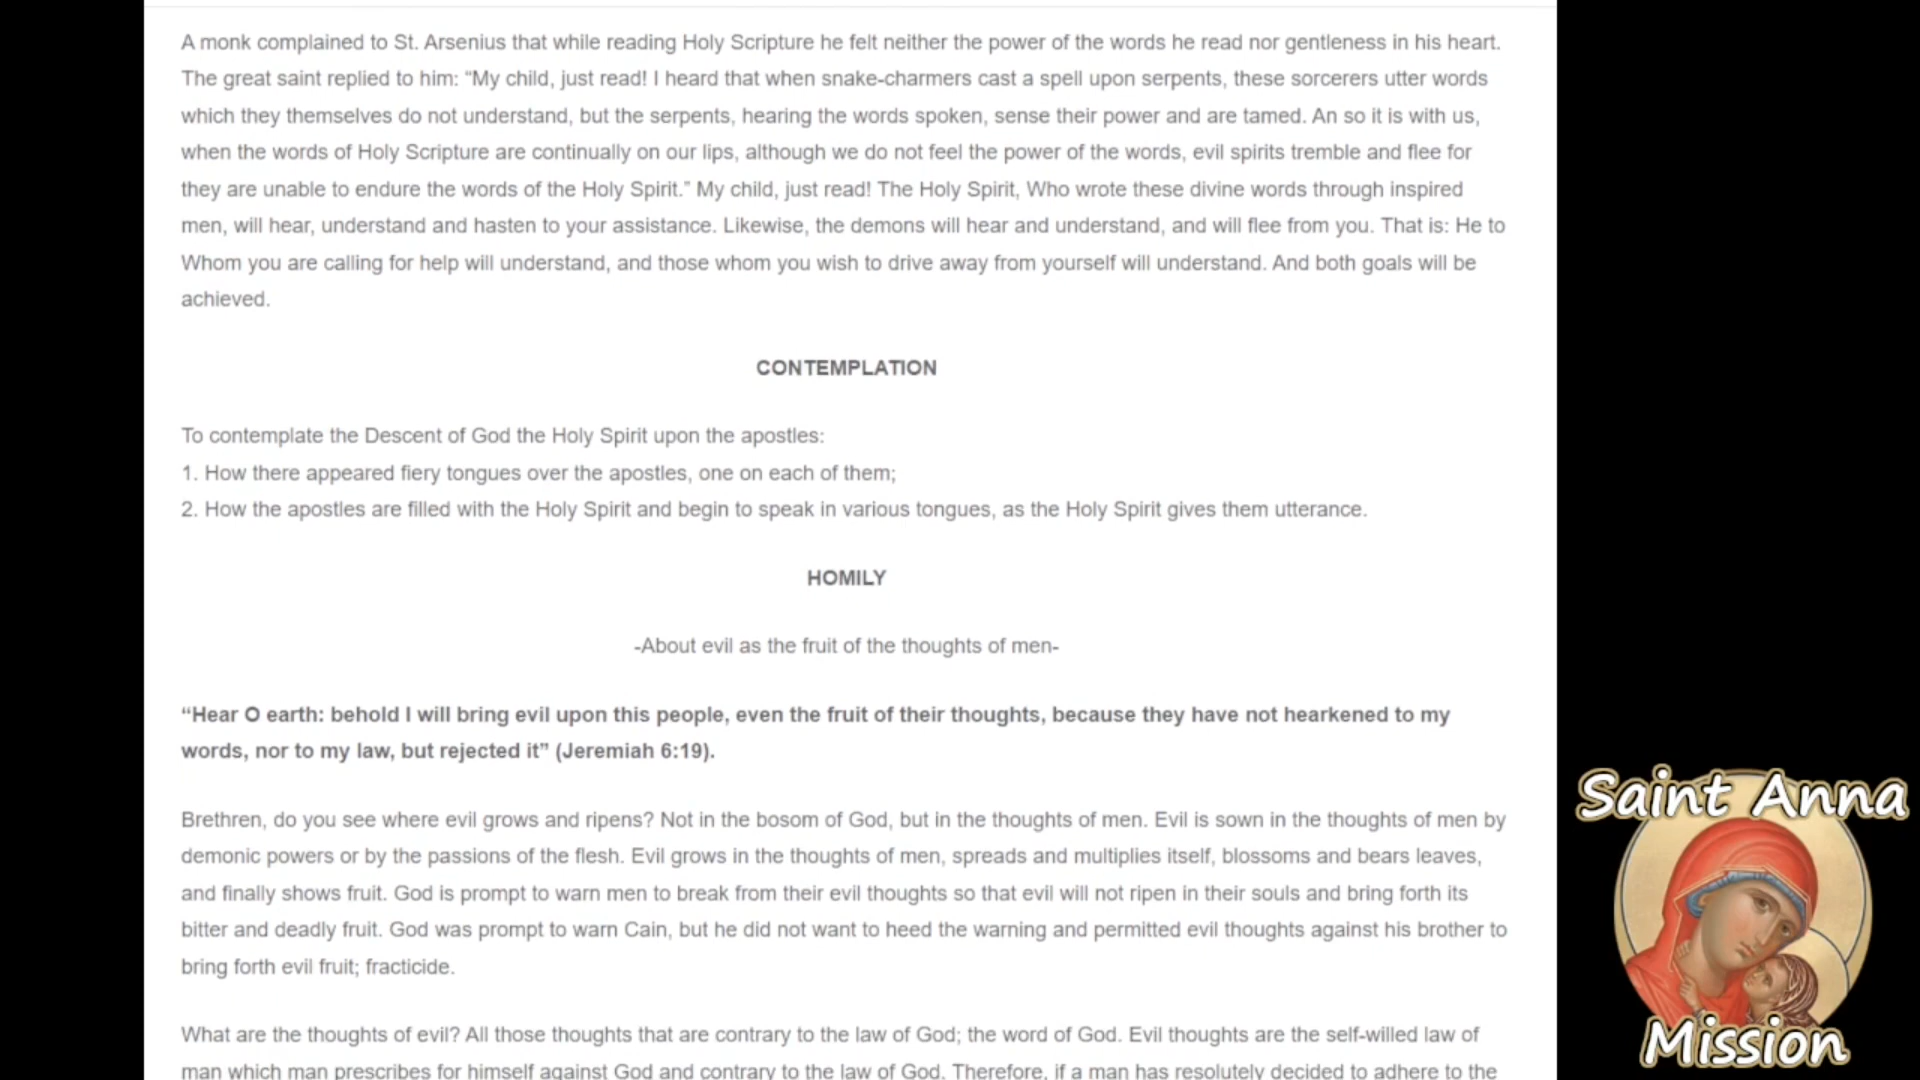 A monk complained to St. Arsenius that while reading Holy Scripture he felt neither the power of the words he read nor gentleness in his heart.
The great saint replied to him: “My child, just read! I heard that when snake-charmers cast a spell upon serpents, these sorcerers utter words
which they themselves do not understand, but the serpents, hearing the words spoken, sense their power and are tamed. An so it is with us,
when the words of Holy Scripture are continually on our lips, although we do not feel the power of the words, evil spirits tremble and flee for
they are unable to endure the words of the Holy Spirit.” My child, just read! The Holy Spirit, Who wrote these divine words through inspired
men, will hear, understand and hasten to your assistance. Likewise, the demons will hear and understand, and will flee from you. That is: He to
Whom you are calling for help will understand, and those whom you wish to drive away from yourself will understand. And both goals will be
achieved.
CONTEMPLATION
To contemplate the Descent of God the Holy Spirit upon the apostles:
1. How there appeared fiery tongues over the apostles, one on each of them;
2. How the apostles are filled with the Holy Spirit and begin to speak in various tongues, as the Holy Spirit gives them utterance.
HOMILY
-About evil as the fruit of the thoughts of men-
“Hear O earth: behold I will bring evil upon this people, even the fruit of their thoughts, because they have not hearkened to my
words, nor to my law, but rejected it” (Jeremiah 6:19).
Brethren, do you see where evil grows and ripens? Not in the bosom of God, but in the thoughts of men. Evil is sown in the thoughts of men by
demonic powers or by the passions of the flesh. Evil grows in the thoughts of men, spreads and multiplies itself, blossoms and bears leaves,
and finally shows fruit. God is prompt to warn men to break from their evil thoughts so that evil will not ripen in their souls and bring forth its
bitter and deadly fruit. God was prompt to warn Cain, but he did not want to heed the warning and permitted evil thoughts against his brother to
bring forth evil fruit; fracticide.
What are the thoughts of evil? All those thoughts that are contrary to the law of God; the word of God. Evil thoughts are the self-willed law of
man which man prescribes for himself against God and contrary to the law of God. Therefore, if a man has resolutely decided to adhere to the
Saint Anna
Mission